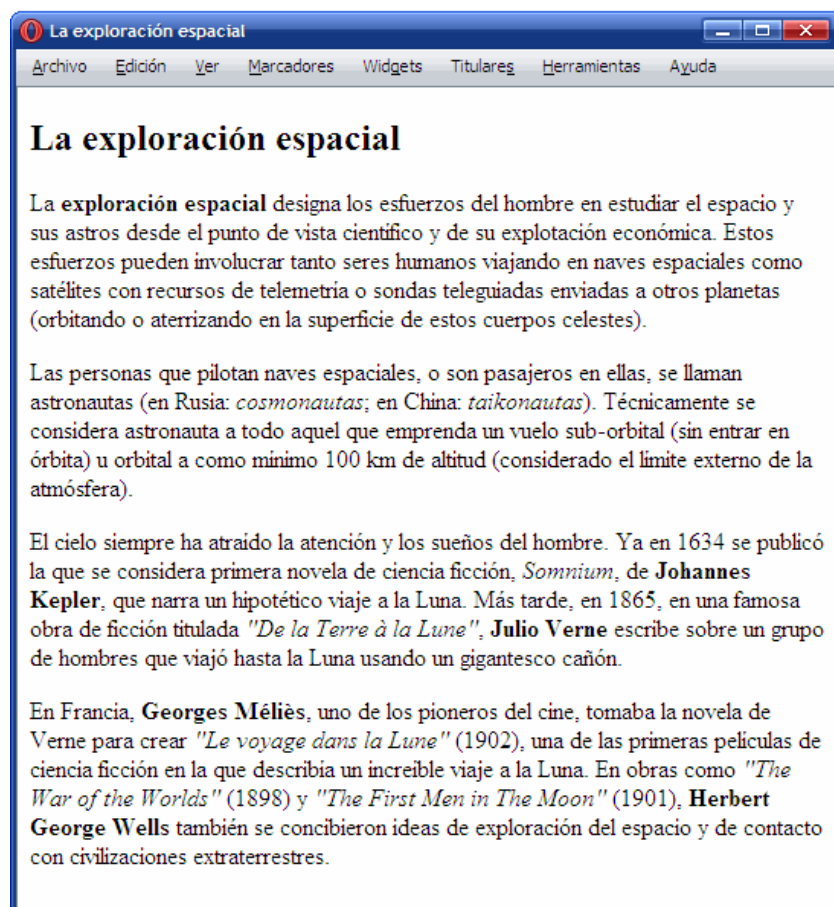 La exploración espacial
Archivo Edición Ver Marcadores Widgets Titulares Herramientas Ayuda
La exploración espacial
La exploración espacial designa los esfuerzos del hombre en estudiar el espacio y
sus astros desde el punto de vista científico y de su explotación económica. Estos
esfuerzos pueden involucrar tanto seres humanos viajando en naves espaciales como
satélites con recursos de telemetría o sondas teleguiadas enviadas a otros planetas
(orbitando o aterrizando en la superficie de estos cuerpos celestes).
Las personas que pilotan naves espaciales, o son pasajeros en ellas, se llaman
astronautas (en Rusia: cosmonautas; en China: taikonautas). Técnicamente se
considera astronauta a todo aquel que emprenda un vuelo sub-orbital (sin entrar en
órbita) u orbital a como mínimo 100 km de altitud (considerado el límite externo de la
atmósfera).
El cielo siempre ha atraído la atención y los sueños del hombre. Ya en 1634 se publicó
la que se considera primera novela de ciencia ficción, Somnium, de Johannes
Kepler, que narra un hipotético viaje a la Luna. Más tarde, en 1865, en una famosa
obra de ficción titulada "De la Terre à la Lune", Julio Verne escribe sobre un grupo
de hombres que viajó hasta la Luna usando un gigantesco cañón.
En Francia, Georges Méliès, uno de los pioneros del cine, tomaba la novela de
Verne para crear "Le voyage dans la Lune" (1902), una de las primeras películas de
ciencia ficción en la que describía un increíble viaje a la Luna. En obras como "The
War of the Worlds" (1898) y "The First Men in The Moon" (1901), Herbert
George Wells también se concibieron ideas de exploración del espacio y de contacto
con civilizaciones extraterrestres.